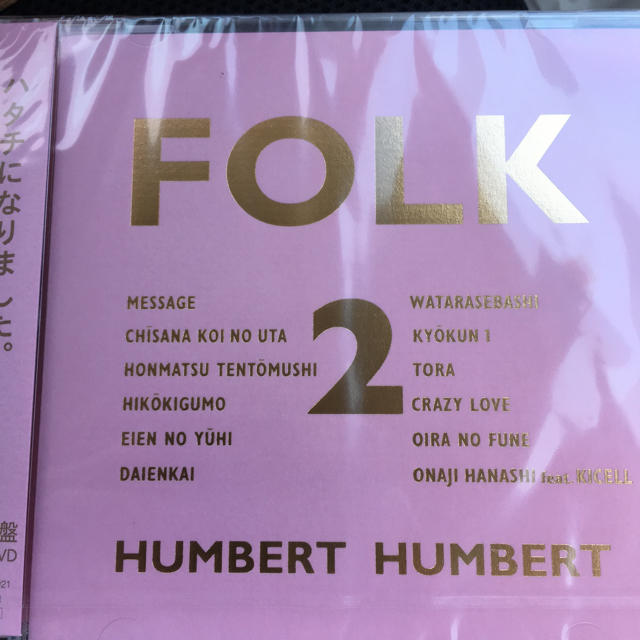 ハタチになりました。
盤
VD
21
FOLK
2
MESSAGE
CHĪSANA KOI NO UTA
HONMATSU TENTŌMUSHI
HIKŌKIGUMO
EIEN NO YŪHI
DAIENKAI
WATARASEBASHI
KYŌKUN 1
TORA
CRAZY LOVE
OIRA NO FUNE
ONAJI HANASHI feat. KICELL
HUMBERT HUMBERT